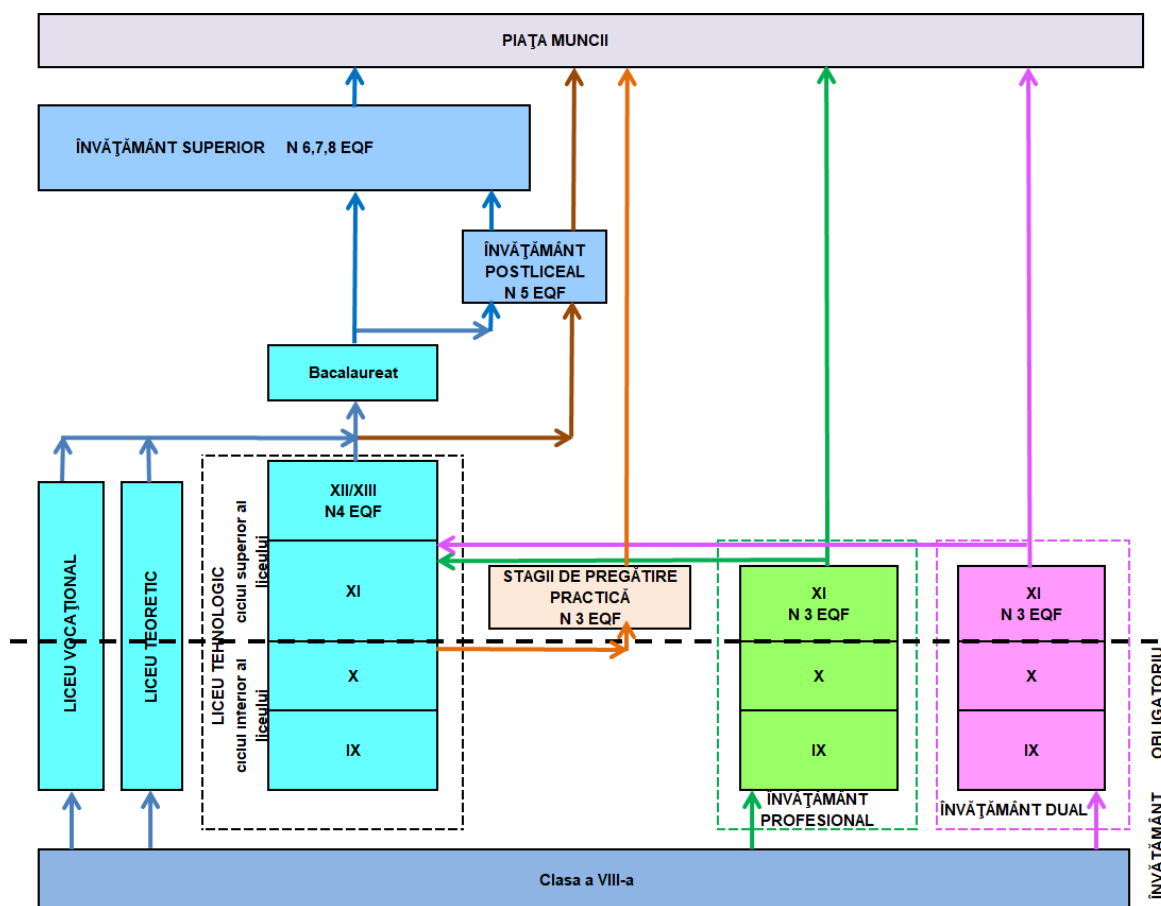 PIAŢA MUNCII
ÎNVĂŢĂMÂNT SUPERIOR N 6,7,8 EQF
ÎNVĂŢĂMÂNT
POSTLICEAL
N 5 EQF
Bacalaureat
LICEU VOCAŢIONAL
LICEU TEORETIC
LICEU TEHNOLOGIC
ciclul superior al
liceului
ciclul inferior al
liceului
XII/XIII
N4 EQF
XI
X
IX
STAGII DE PREGĂTIRE
PRACTICĂ
N 3 EQF
XI
N 3 EQF
X
IX
ÎNVĂŢĂMÂNT
PROFESIONAL
XI
N 3 EQF
X
IX
ÎNVĂŢĂMÂNT DUAL
ÎNVĂŢĂMÂNT OBLIGATORIU
Clasa a VIII-a